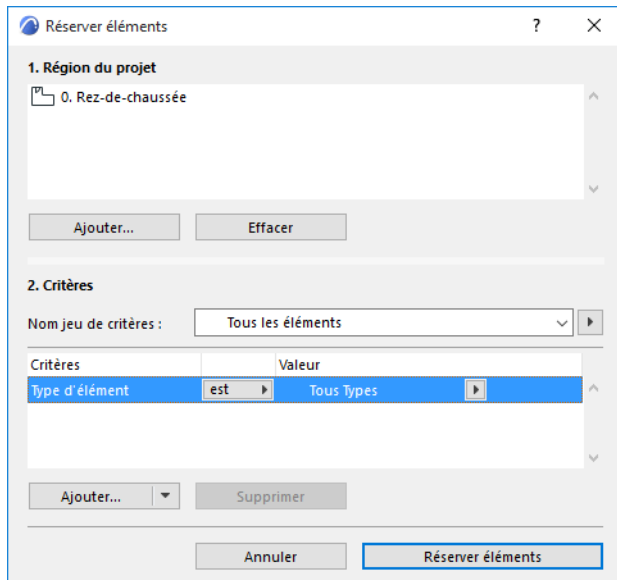 Réserver éléments
?
1. Région du projet
0. Rez-de-chaussée
Ajouter... Effacer
2. Critères
Nom jeu de critères : Tous les éléments
Critères Valeur
Type d'élément est Tous Types
Ajouter... Supprimer
Annuler Réserver éléments